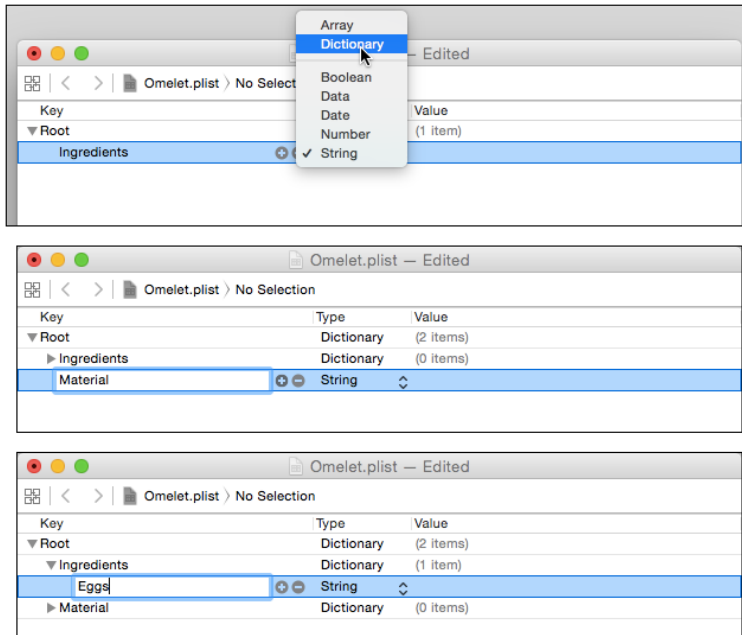 Array
Dictionary
— Edited
Boolean
Omelet.plist 〉 No Select
Data
Date
Key Value
Number
Root (1 item)
Ingredients ✓ String
Omelet.plist — Edited
Omelet.plist 〉 No Selection
Key Type Value
Root Dictionary (2 items)
Ingredients Dictionary (0 items)
Material String
Omelet.plist — Edited
Omelet.plist 〉 No Selection
Key Type Value
Root Dictionary (2 items)
Ingredients Dictionary (1 item)
Eggs String
Material Dictionary (0 items)